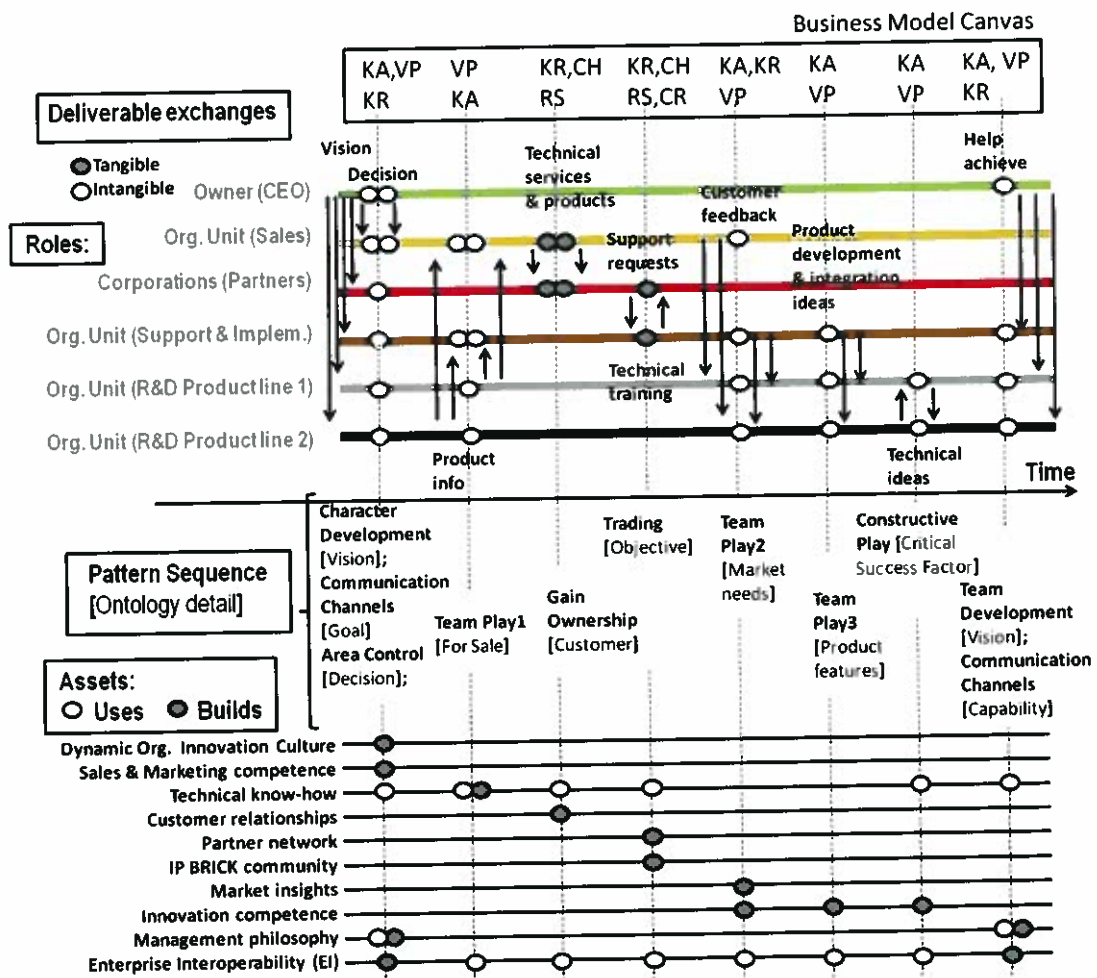 Business Model Canvas
KA,VP VP KR,CH KR,CH KA,KR KA KA KA, VP
KR KA RS RS,CR VP VP VP KR
Deliverable exchanges
Tangible
Intangible
Vision
Decision
Technical
services
& products
Help
achieve
Owner (CEO)
Customer
feedback
Roles:
Org. Unit (Sales)
Support
requests
Product
development
& integration
ideas
Corporations (Partners)
Org. Unit (Support & Implem.)
Technical
training
Org. Unit (R&D Product line 1)
Org. Unit (R&D Product line 2)
Product
info
Technical
ideas
Time
Pattern Sequence
[Ontology detail]
Character
Development
[Vision];
Communication
Channels
[Goal]
Area Control
[Decision];
Team Play1
[For Sale]
Gain
Ownership
[Customer]
Trading
[Objective]
Team
Play2
[Market
needs]
Team
Play3
[Product
features]
Constructive
Play [Critical
Success Factor]
Team
Development
[Vision];
Communication
Channels
[Capability]
Assets:
Uses Builds
Dynamic Org. Innovation Culture
Sales & Marketing competence
Technical know-how
Customer relationships
Partner network
IP BRICK community
Market insights
Innovation competence
Management philosophy
Enterprise Interoperability (EI)